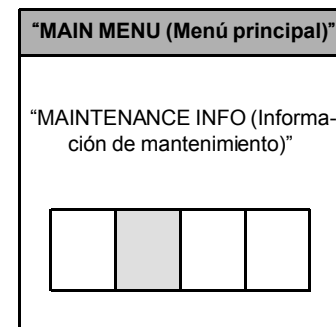 “MAIN MENU (Menú principal)”
“MAINTENANCE INFO (Informa-
ción de mantenimiento)”